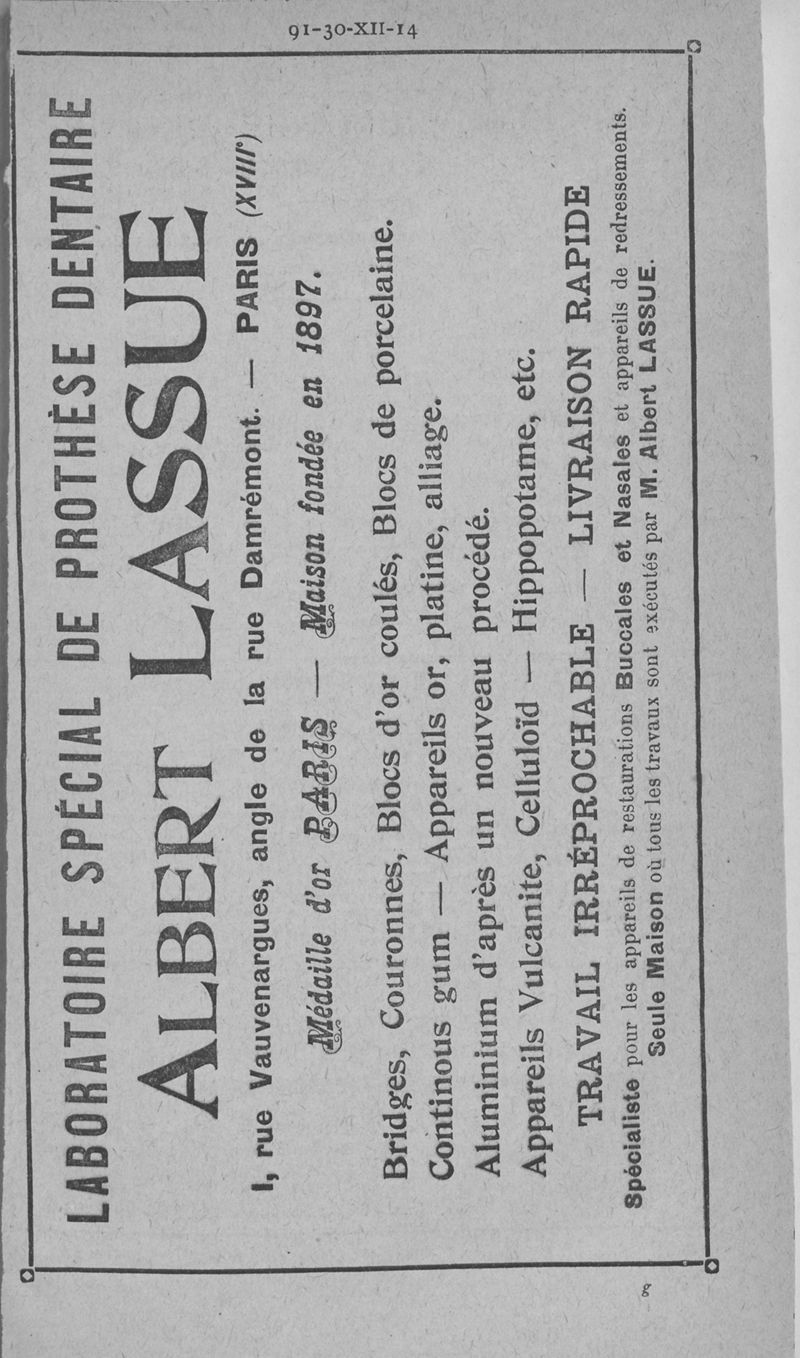 91-30-XII-14
LABORATOIRE SPÉCIAL DE PROTHÈSE DENTAIRE
ALBERT LASSUE
1, rue Vauvenargues, angle de la rue Damrémont. — PARIS (XVIIIe)
Médaille d'or PARIS — Maison fondée en 1897.
Bridges, Couronnes, Blocs d'or coulés, Blocs de porcelaine.
Continous gum — Appareils or, platine, alliage.
Aluminium d'après un nouveau procédé.
Appareils Vulcanite, Celluloïd — Hippopotame, etc.
TRAVAIL IRRÉPROCHABLE — LIVRAISON RAPIDE
Spécialiste pour les appareils de restaurations Buccales et Nasales et appareils de redressements.
Seule Maison où tous les travaux sont exécutés par M. Albert LASSUE.
g